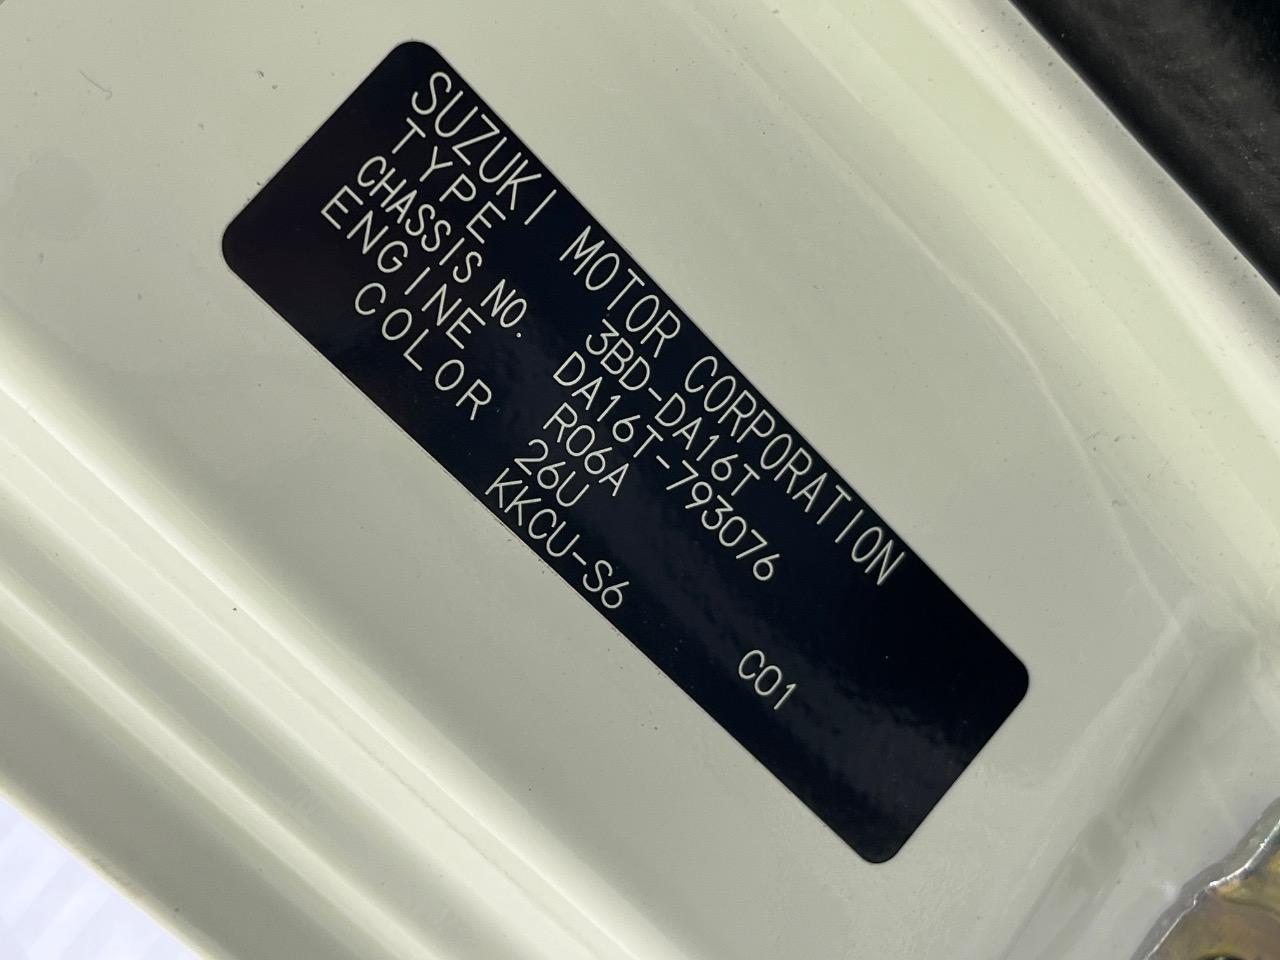 SUZUKI MOTOR CORPORATION
TYPE 3BD-DA16T
CHASSIS NO. DA16T-793076
ENGINE R06A
COLOR 26U
KKCU-S6 C01